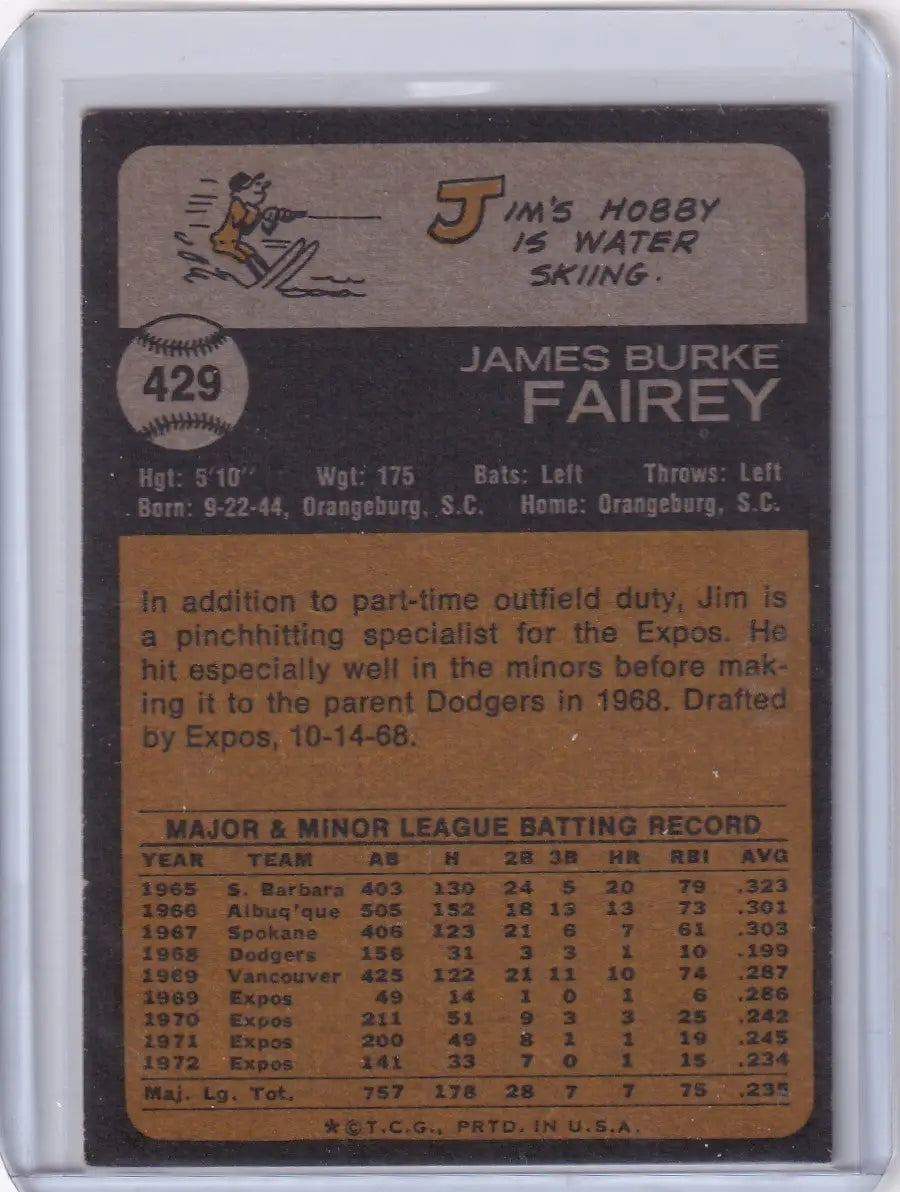 JIM'S HOBBY
IS WATER
SKIING.
429
JAMES BURKE
FAIREY
Hgt: 5'10" Wgt: 175 Bats: Left Throws: Left
Born: 9-22-44, Orangeburg, S.C. Home: Orangeburg, S.C.
In addition to part-time outfield duty, Jim is
a pinchhitting specialist for the Expos. He
hit especially well in the minors before mak-
ing it to the parent Dodgers in 1968. Drafted
by Expos, 10-14-68.
MAJOR & MINOR LEAGUE BATTING RECORD
YEAR TEAM AB H 2B 3B HR RBI AVG
1965 S. Barbara 403 130 24 5 20 79 .323
1966 Albuq'que 505 152 18 13 13 73 .301
1967 Spokane 406 123 21 6 7 61 .303
1968 Dodgers 156 31 3 3 1 10 .199
1969 Vancouver 425 122 21 11 10 74 .287
1969 Expos 49 14 1 0 1 6 .286
1970 Expos 211 51 9 3 3 25 .242
1971 Expos 200 49 8 1 1 19 .245
1972 Expos 141 33 7 0 1 15 .234
Maj. Lg. Tot. 757 178 28 7 7 75 .235
*©T.C.G., PRTD. IN U.S.A.